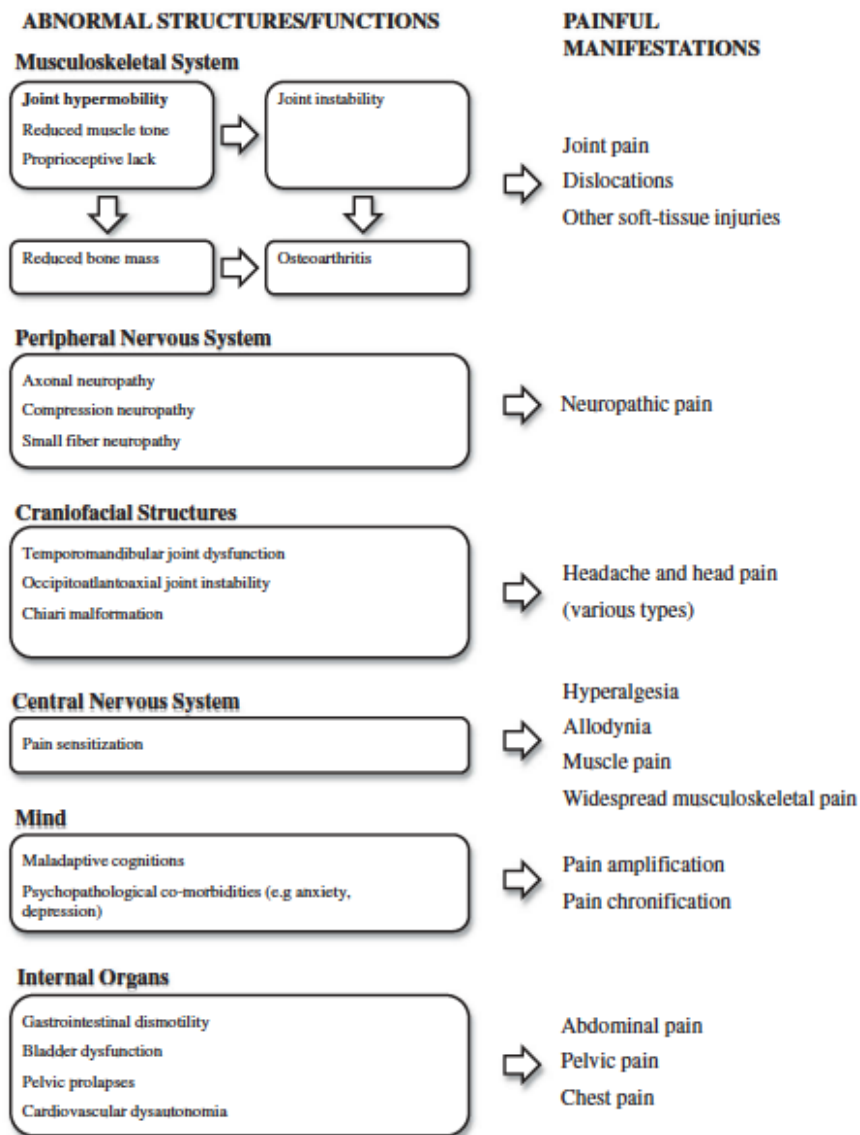 ABNORMAL STRUCTURES/FUNCTIONS
PAINFUL
MANIFESTATIONS
Musculoskeletal System
Joint hypermobility
Reduced muscle tone
Proprioceptive lack
Joint instability
Reduced bone mass
Osteoarthritis
Joint pain
Dislocations
Other soft-tissue injuries
Peripheral Nervous System
Axonal neuropathy
Compression neuropathy
Small fiber neuropathy
Neuropathic pain
Craniofacial Structures
Temporomandibular joint dysfunction
Occipitoatlantoaxial joint instability
Chiari malformation
Headache and head pain
(various types)
Central Nervous System
Pain sensitization
Hyperalgesia
Allodynia
Muscle pain
Widespread musculoskeletal pain
Mind
Maladaptive cognitions
Psychopathological co-morbidities (e.g anxiety,
depression)
Pain amplification
Pain chronification
Internal Organs
Gastrointestinal dismotility
Bladder dysfunction
Pelvic prolapses
Cardiovascular dysautonomia
Abdominal pain
Pelvic pain
Chest pain